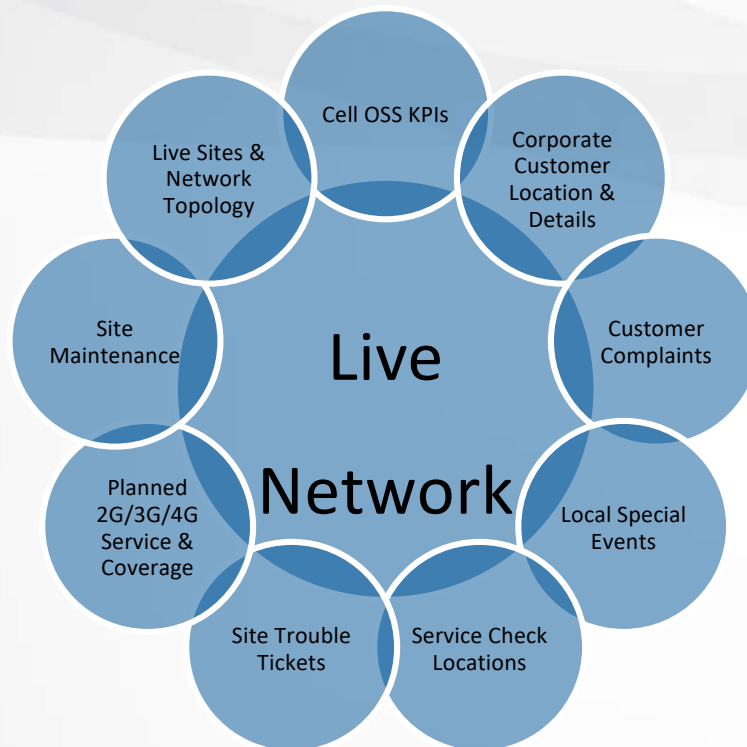 Cell OSS KPIs
Corporate
Customer
Location &
Details
Customer
Complaints
Local Special
Events
Service Check
Locations
Site Trouble
Tickets
Planned
2G/3G/4G
Service &
Coverage
Site
Maintenance
Live Sites &
Network
Topology
Live
Network